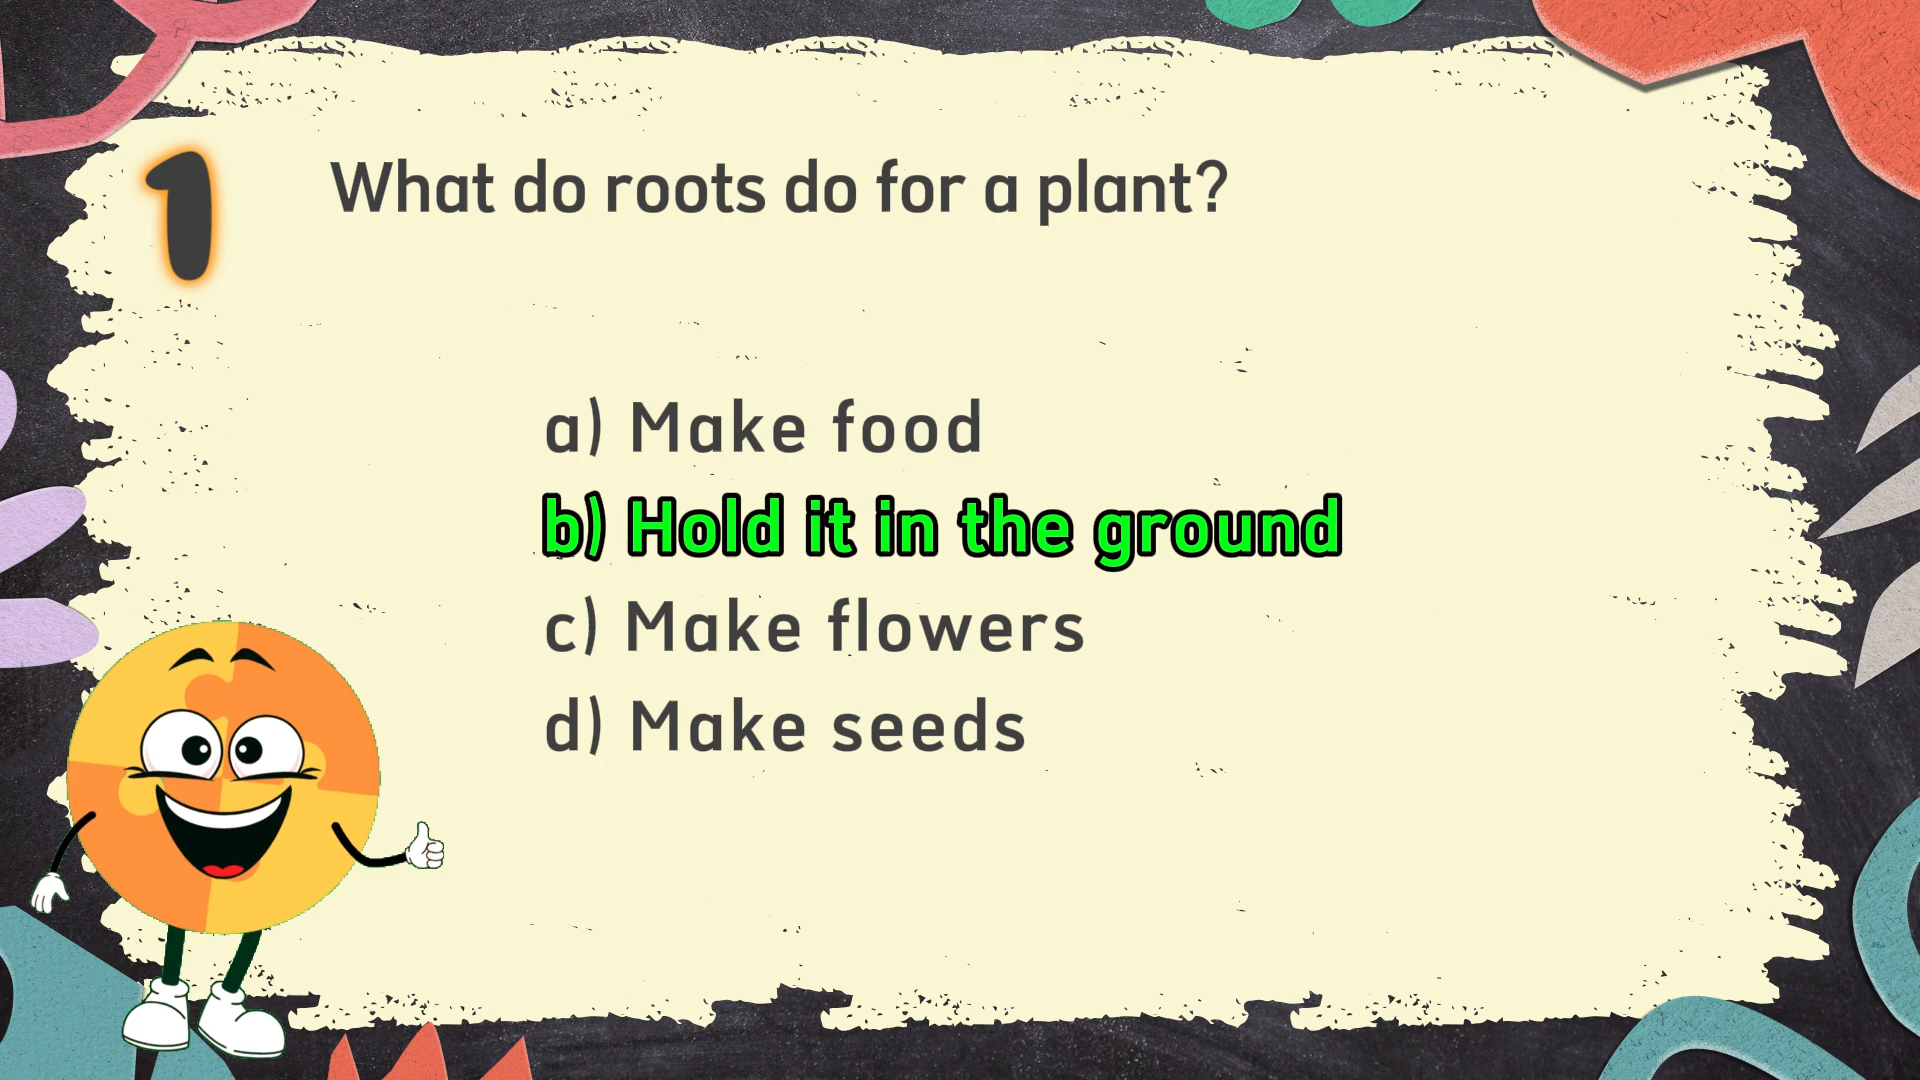 1
What do roots do for a plant?
a) Make food
b) Hold it in the ground
c) Make flowers
d) Make seeds